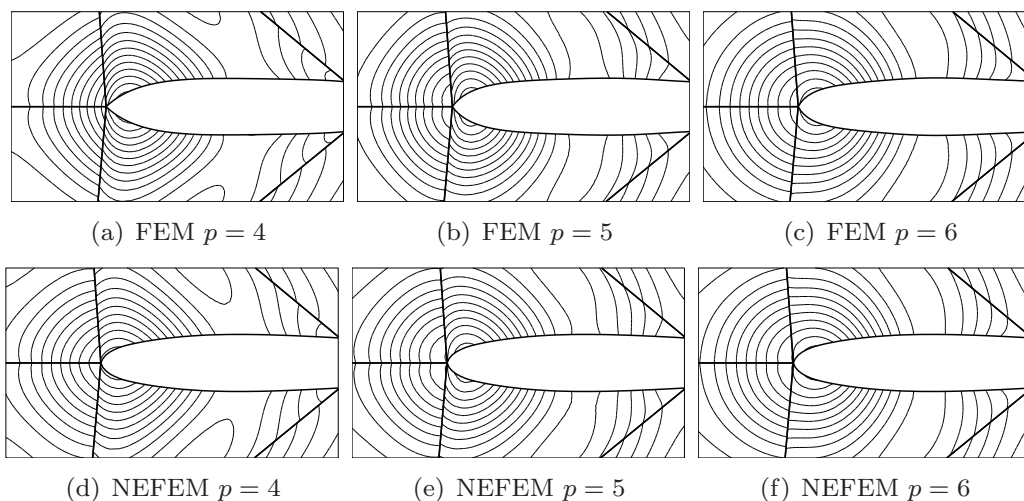 (a) FEM p = 4
(b) FEM p = 5
(c) FEM p = 6
(d) NEFEM p = 4
(e) NEFEM p = 5
(f) NEFEM p = 6